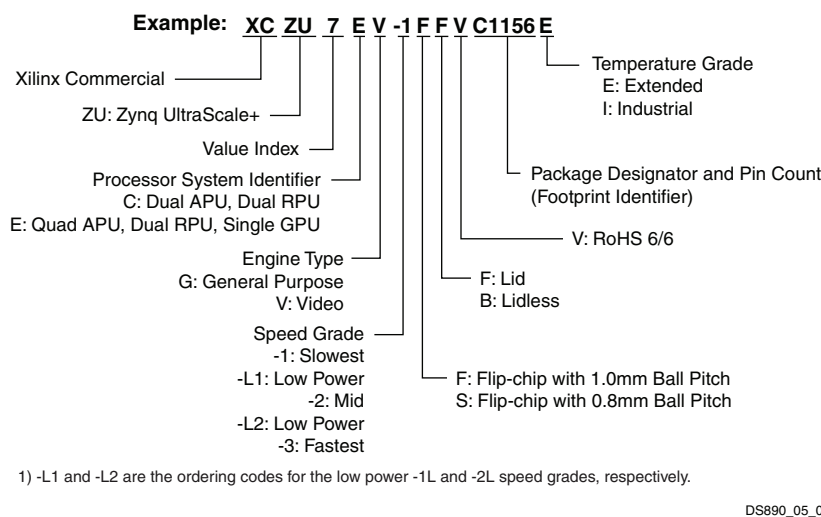 Example: XC ZU 7 E V -1 F F V C1156 E
Xilinx Commercial
ZU: Zynq UltraScale+
Value Index
Processor System Identifier
C: Dual APU, Dual RPU
E: Quad APU, Dual RPU, Single GPU
Engine Type
G: General Purpose
V: Video
Speed Grade
-1: Slowest
-L1: Low Power
-2: Mid
-L2: Low Power
-3: Fastest
Temperature Grade
E: Extended
I: Industrial
Package Designator and Pin Count
(Footprint Identifier)
V: RoHS 6/6
F: Lid
B: Lidless
F: Flip-chip with 1.0mm Ball Pitch
S: Flip-chip with 0.8mm Ball Pitch
1) -L1 and -L2 are the ordering codes for the low power -1L and -2L speed grades, respectively.